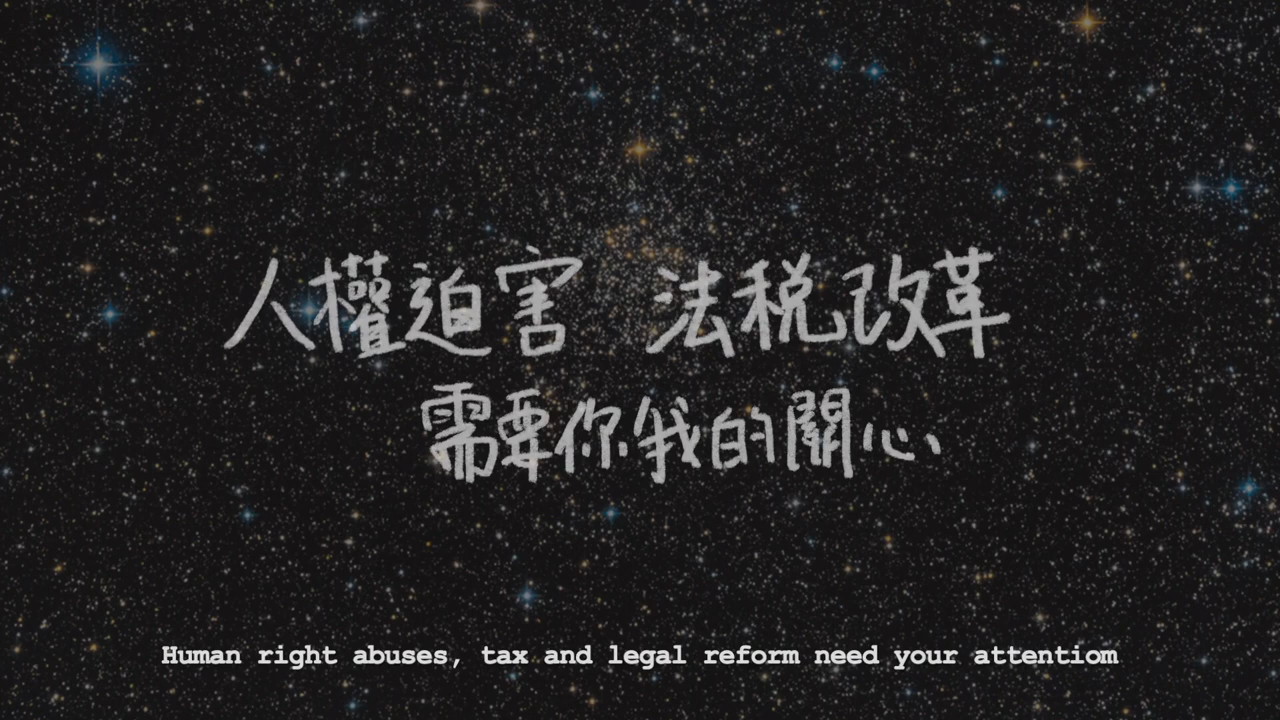 人權迫害 法稅改革
需要你我的關心
Human right abuses, tax and legal reform need your attentiom